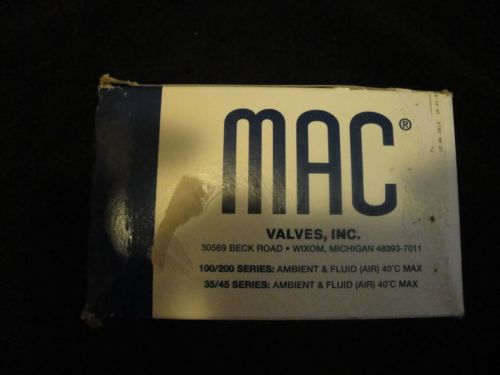 MAC®
VALVES, INC.
30569 BECK ROAD • WIXOM, MICHIGAN 48393-7011
100/200 SERIES: AMBIENT & FLUID (AIR) 40°C MAX
35/45 SERIES: AMBIENT & FLUID (AIR) 40°C MAX